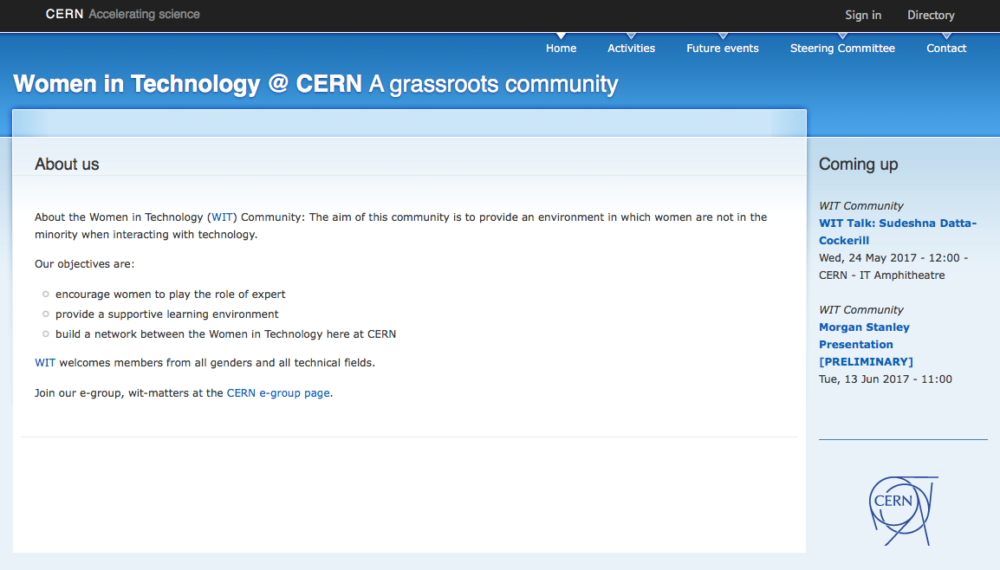 CERN Accelerating science
Sign in
Directory
Home
Activities
Future events
Steering Committee
Contact
Women in Technology @ CERN A grassroots community
About us
About the Women in Technology (WIT) Community: The aim of this community is to provide an environment in which women are not in the
minority when interacting with technology.
Our objectives are:
encourage women to play the role of expert
provide a supportive learning environment
build a network between the Women in Technology here at CERN
WIT welcomes members from all genders and all technical fields.
Join our e-group, wit-matters at the CERN e-group page.
Coming up
WIT Community
WIT Talk: Sudeshna Datta-
Cockerill
Wed, 24 May 2017 - 12:00 -
CERN - IT Amphitheatre
WIT Community
Morgan Stanley
Presentation
[PRELIMINARY]
Tue, 13 Jun 2017 - 11:00
CERN